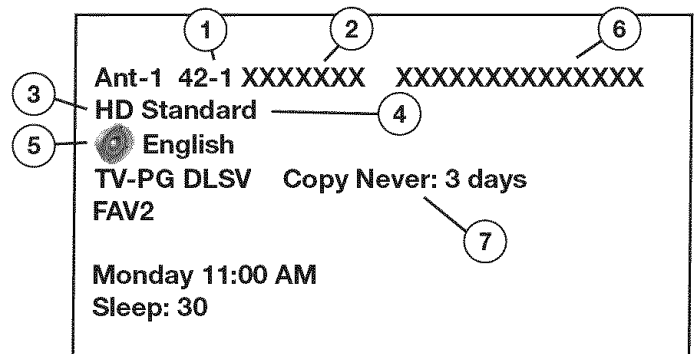 1 2 6
Ant-1 42-1 XXXXXXX XXXXXXXXXXXXXX
3 HD Standard 4
5 English
TV-PG DLSV Copy Never: 3 days
FAV2 7
Monday 11:00 AM
Sleep: 30